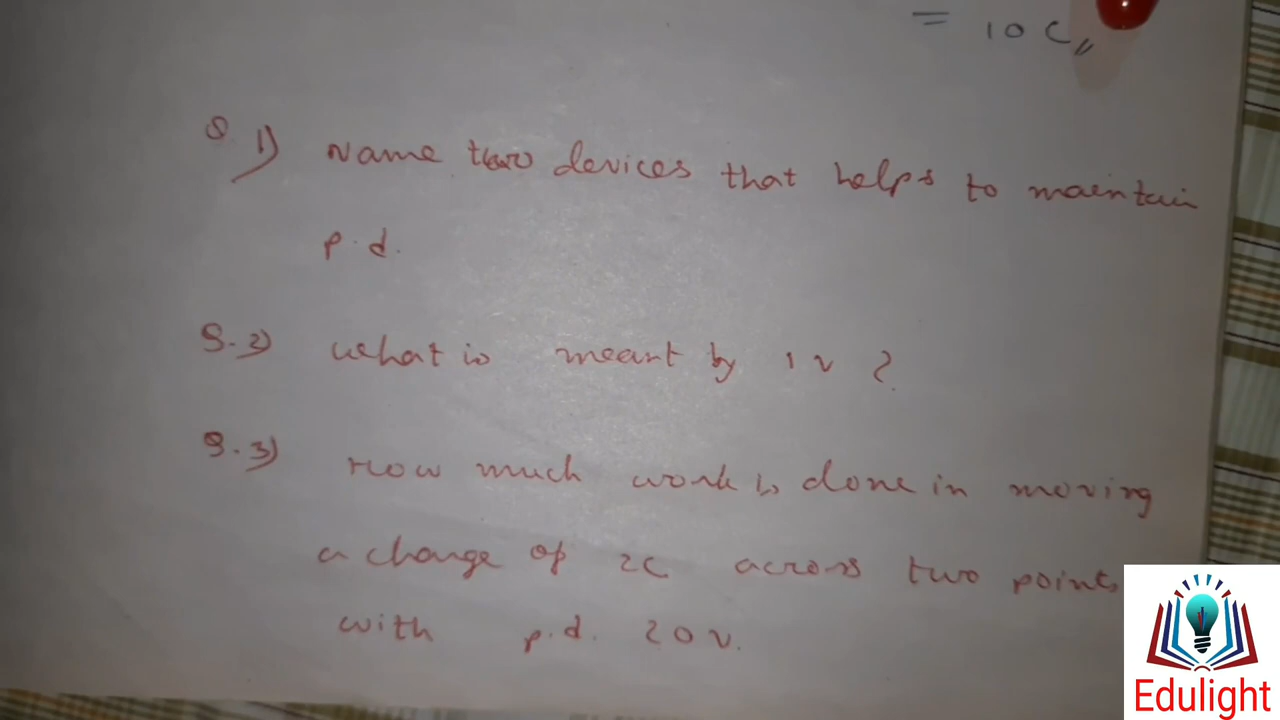 = 10 C,,
Q 1) Name two devices that helps to maintain
p.d.
Q.2) What is meant by 1 V ?
Q.3) How much work is done in moving
a charge of 2C across two points
with p.d. 20 V.
Edulight